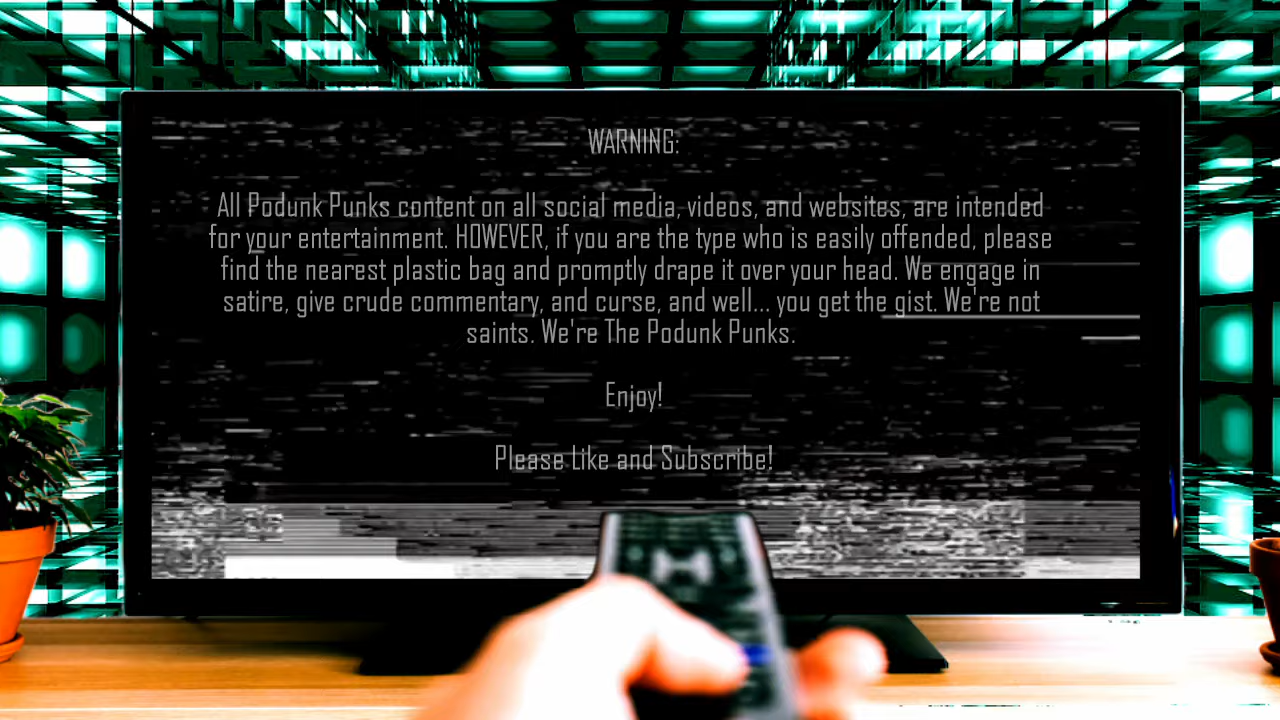 WARNING:
All Podunk Punks content on all social media, videos, and websites, are intended
for your entertainment. HOWEVER, if you are the type who is easily offended, please
find the nearest plastic bag and promptly drape it over your head. We engage in
satire, give crude commentary, and curse, and well... you get the gist. We're not
saints. We're The Podunk Punks.
Enjoy!
Please Like and Subscribe!